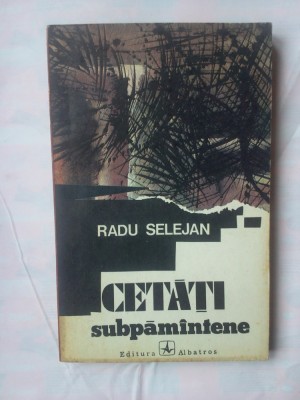 RADU SELEJAN
CETĂȚI
subpămîntene
Editura Albatros